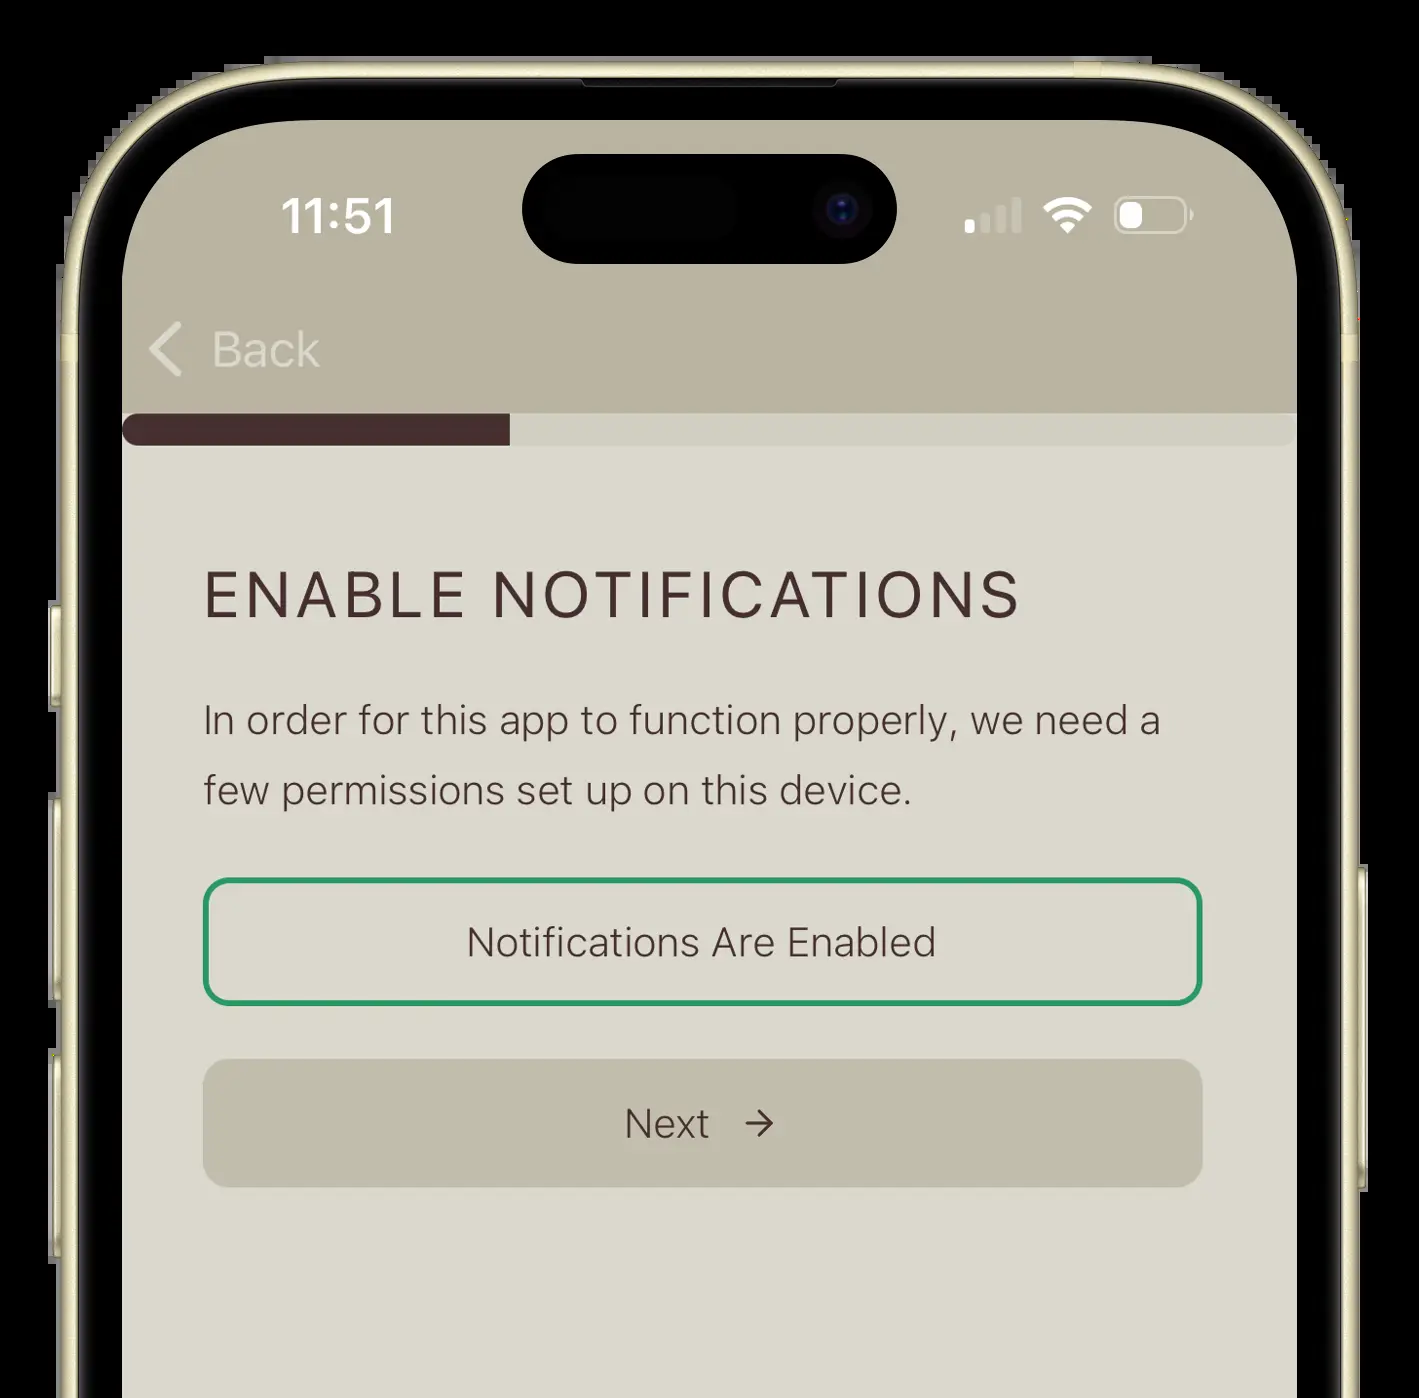 11:51
Back
ENABLE NOTIFICATIONS
In order for this app to function properly, we need a
few permissions set up on this device.
Notifications Are Enabled
Next →